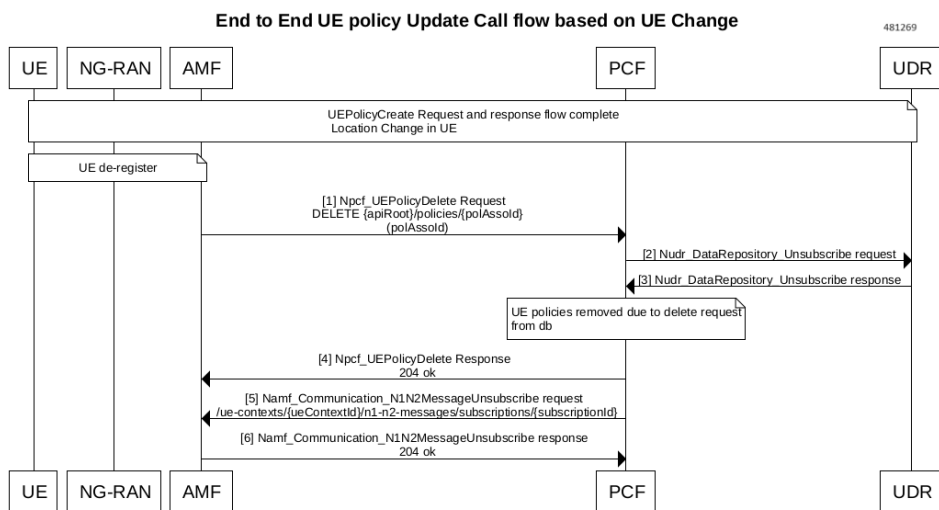 End to End UE policy Update Call flow based on UE Change
481269
UE
NG-RAN
AMF
PCF
UDR
UEPolicyCreate Request and response flow complete
Location Change in UE
UE de-register
[1] Npcf_UEPolicyDelete Request
DELETE {apiRoot}/policies/{polAssoId}
(polAssoId)
[2] Nudr_DataRepository_Unsubscribe request
[3] Nudr_DataRepository_Unsubscribe response
UE policies removed due to delete request
from db
[4] Npcf_UEPolicyDelete Response
204 ok
[5] Namf_Communication_N1N2MessageUnsubscribe request
/ue-contexts/{ueContextId}/n1-n2-messages/subscriptions/{subscriptionId}
[6] Namf_Communication_N1N2MessageUnsubscribe response
204 ok
UE
NG-RAN
AMF
PCF
UDR